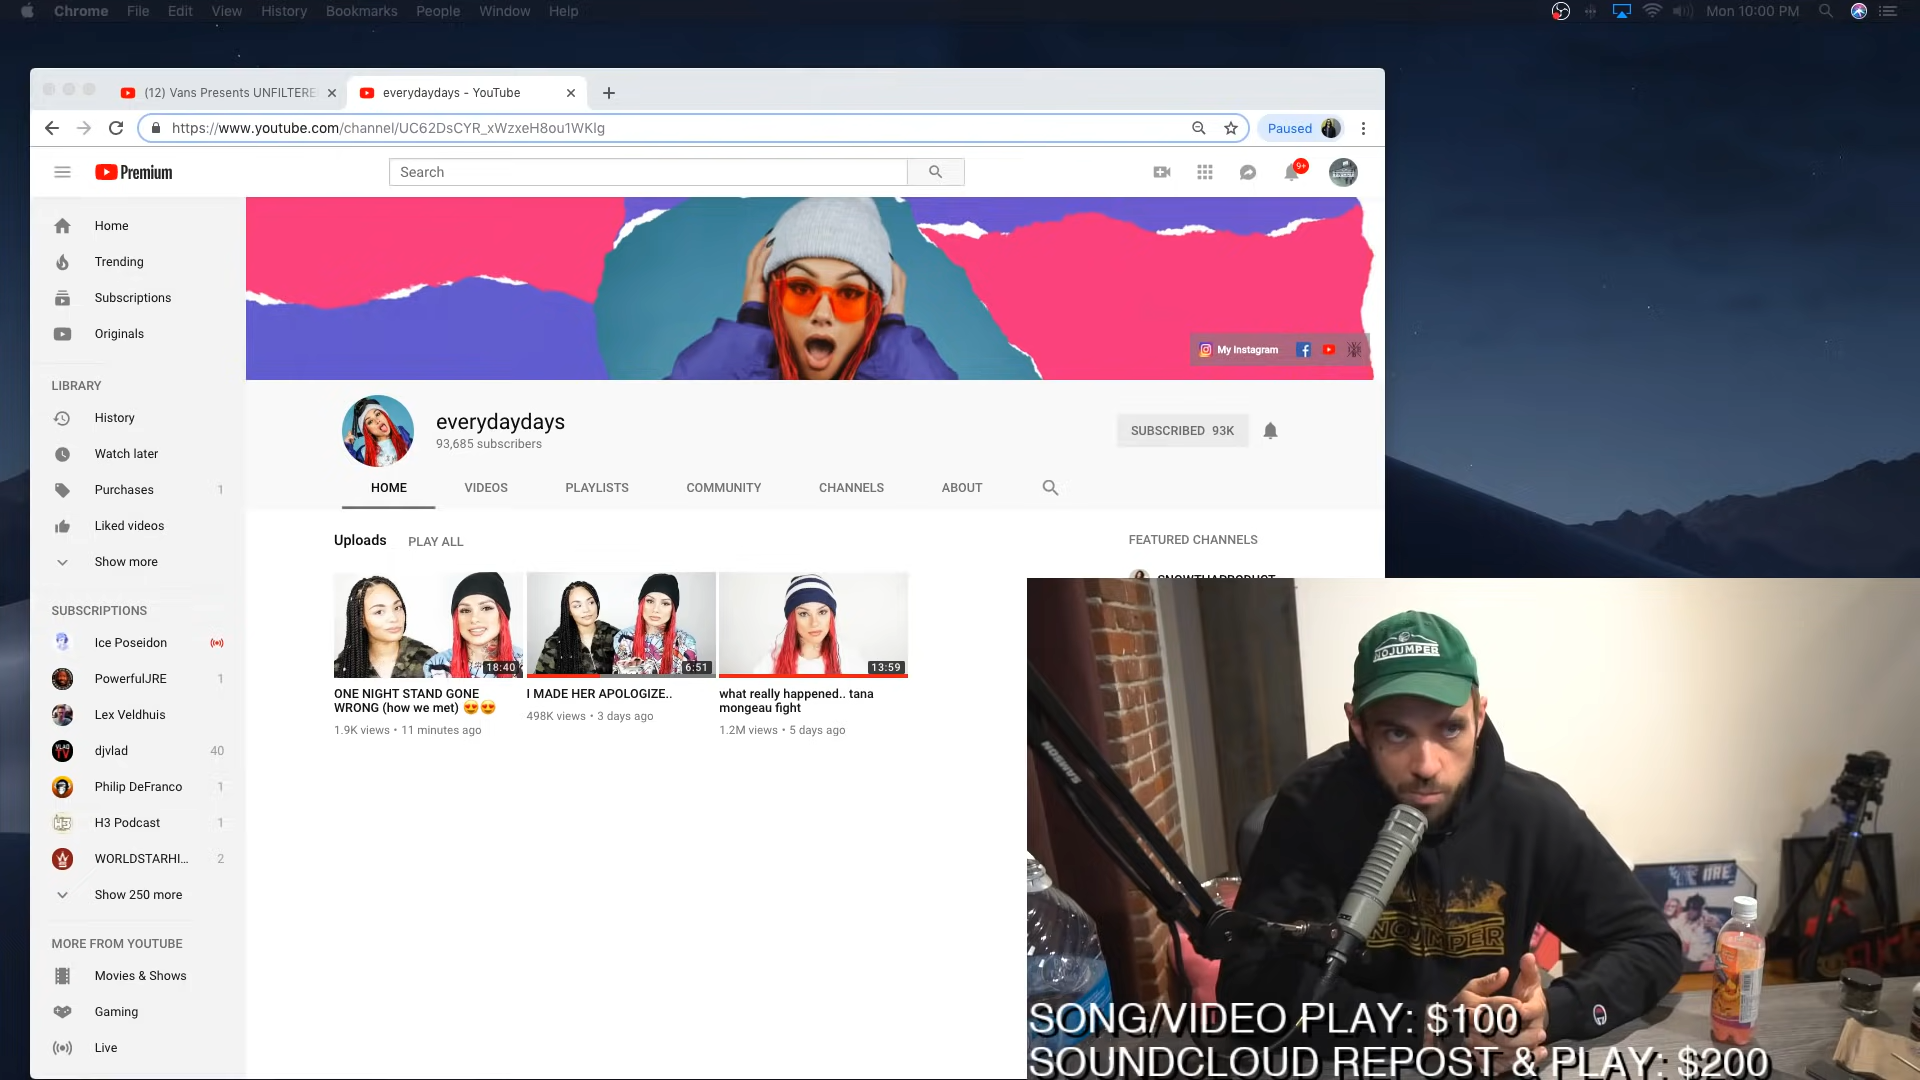 Chrome File Edit View History Bookmarks People Window Help Mon 10:00 PM
(12) Vans Presents UNFILTERE
everydaydays - YouTube
https://www.youtube.com/channel/UC62DsCYR_xWzxeH8ou1WKlg
Paused
Premium
Search
9+
Home
Trending
Subscriptions
Originals
LIBRARY
History
Watch later
Purchases 1
Liked videos
Show more
SUBSCRIPTIONS
Ice Poseidon
PowerfulJRE 1
Lex Veldhuis
djvlad 40
Philip DeFranco 1
H3 Podcast 1
WORLDSTARHI... 2
Show 250 more
MORE FROM YOUTUBE
Movies & Shows
Gaming
Live
My Instagram
everydaydays
93,685 subscribers
SUBSCRIBED 93K
HOME VIDEOS PLAYLISTS COMMUNITY CHANNELS ABOUT
Uploads PLAY ALL
FEATURED CHANNELS
SNOWTHAPRODUCT
18:40
ONE NIGHT STAND GONE
WRONG (how we met) 😍😍
1.9K views • 11 minutes ago
6:51
I MADE HER APOLOGIZE..
498K views • 3 days ago
13:59
what really happened.. tana
mongeau fight
1.2M views • 5 days ago
NOJUMPER
SAMSON
NOJUMPER
SONG/VIDEO PLAY: $100
SOUNDCLOUD REPOST & PLAY: $200